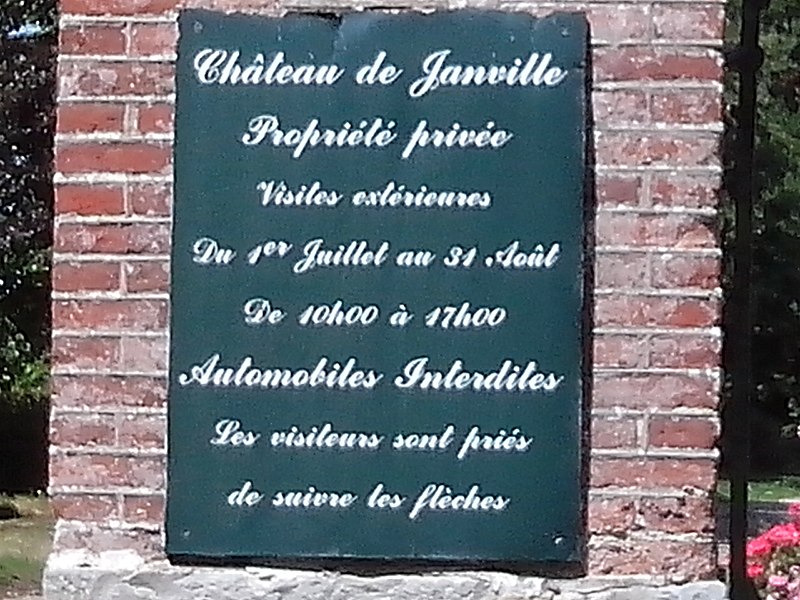 Château de Janville
Propriété privée
Visites extérieures
Du 1er Juillet au 31 Août
De 10h00 à 17h00
Automobiles Interdites
Les visiteurs sont priés
de suivre les flèches